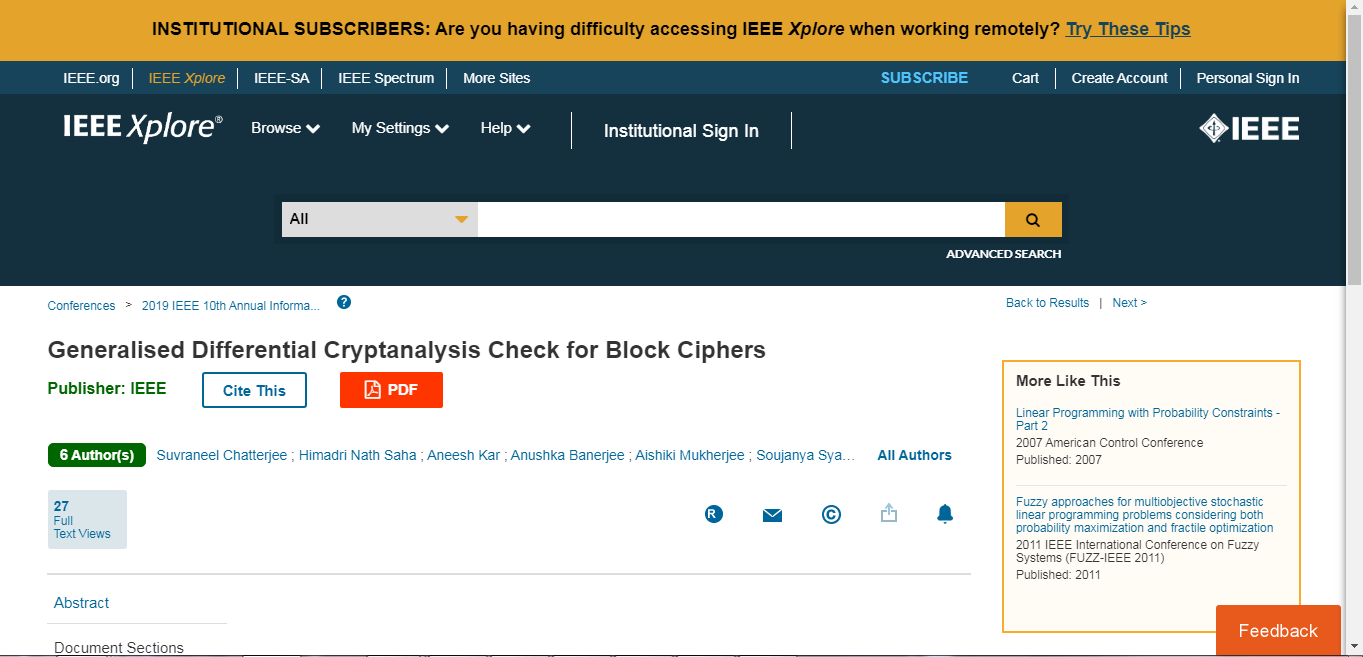 INSTITUTIONAL SUBSCRIBERS: Are you having difficulty accessing IEEE Xplore when working remotely? Try These Tips
IEEE.org IEEE Xplore IEEE-SA IEEE Spectrum More Sites SUBSCRIBE Cart Create Account Personal Sign In
IEEE Xplore® Browse My Settings Help Institutional Sign In IEEE
All
ADVANCED SEARCH
Conferences > 2019 IEEE 10th Annual Informa... ? Back to Results | Next >
Generalised Differential Cryptanalysis Check for Block Ciphers
Publisher: IEEE Cite This PDF
6 Author(s) Suvraneel Chatterjee ; Himadri Nath Saha ; Aneesh Kar ; Anushka Banerjee ; Aishiki Mukherjee ; Soujanya Sya... All Authors
27
Full
Text Views
R ©
Abstract
Document Sections
More Like This
Linear Programming with Probability Constraints -
Part 2
2007 American Control Conference
Published: 2007
Fuzzy approaches for multiobjective stochastic
linear programming problems considering both
probability maximization and fractile optimization
2011 IEEE International Conference on Fuzzy
Systems (FUZZ-IEEE 2011)
Published: 2011
Feedback